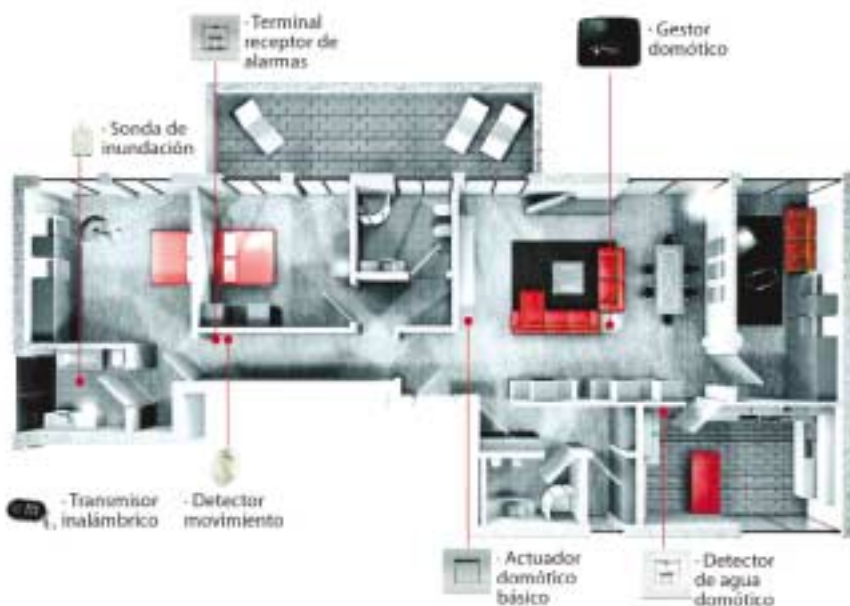 · Terminal
receptor de
alarmas
· Gestor
domótico
· Sonda de
inundación
· Transmisor
inalámbrico
· Detector
movimiento
· Actuador
domótico
básico
· Detector
de agua
domótico